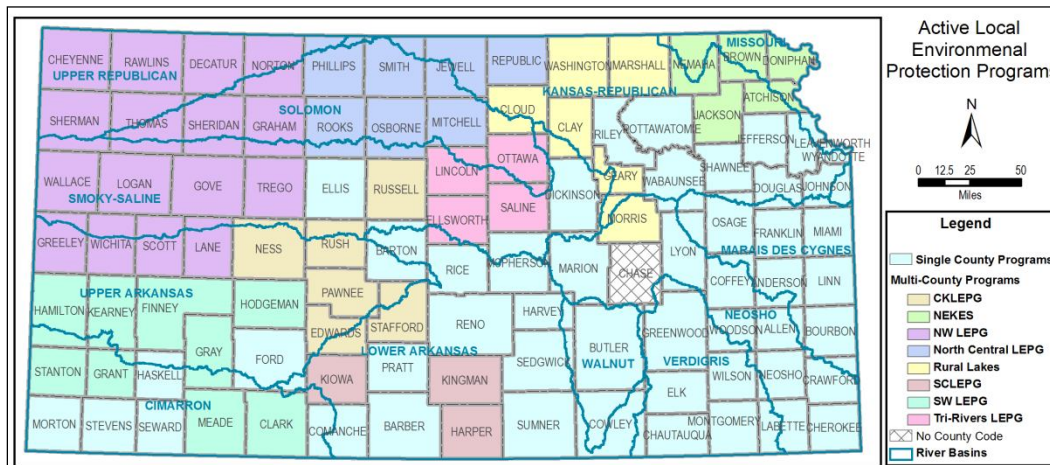 Active Local
Environmenal
Protection Programs
N
0 12.5 25 50
Miles
Legend
Single County Programs
Multi-County Programs
CKLEPG
NEKES
NW LEPG
North Central LEPG
Rural Lakes
SCLEPG
SW LEPG
Tri-Rivers LEPG
No County Code
River Basins
CHEYENNE RAWLINS DECATUR NORTON PHILLIPS SMITH JEWELL REPUBLIC WASHINGTON MARSHALL NEMAHA BROWN DONIPHAN
UPPER REPUBLICAN
MISSOURI
SOLOMON
KANSAS-REPUBLICAN
SHERMAN THOMAS SHERIDAN GRAHAM ROOKS OSBORNE MITCHELL CLOUD CLAY RILEY POTTAWATOMIE JACKSON ATCHISON
JEFFERSON LEAVENWORTH
WYANDOTTE
WALLACE LOGAN GOVE TREGO ELLIS RUSSELL LINCOLN OTTAWA DICKINSON GEARY WABAUNSEE SHAWNEE DOUGLAS JOHNSON
SMOKY-SALINE
ELLSWORTH SALINE MORRIS OSAGE FRANKLIN MIAMI
GREELEY WICHITA SCOTT LANE NESS RUSH BARTON RICE MCPHERSON MARION CHASE LYON
MARAIS DES CYGNES
COFFEY ANDERSON LINN
UPPER ARKANSAS
HAMILTON KEARNEY FINNEY HODGEMAN PAWNEE EDWARDS STAFFORD RENO HARVEY BUTLER GREENWOOD WOODSON ALLEN BOURBON
NEOSHO
LOWER ARKANSAS
WALNUT
VERDIGRIS
STANTON GRANT HASKELL GRAY FORD KIOWA PRATT KINGMAN SEDGWICK ELK WILSON NEOSHO CRAWFORD
CIMARRON
MORTON STEVENS SEWARD MEADE CLARK COMANCHE BARBER HARPER SUMNER COWLEY CHAUTAUQUA MONTGOMERY LABETTE CHEROKEE